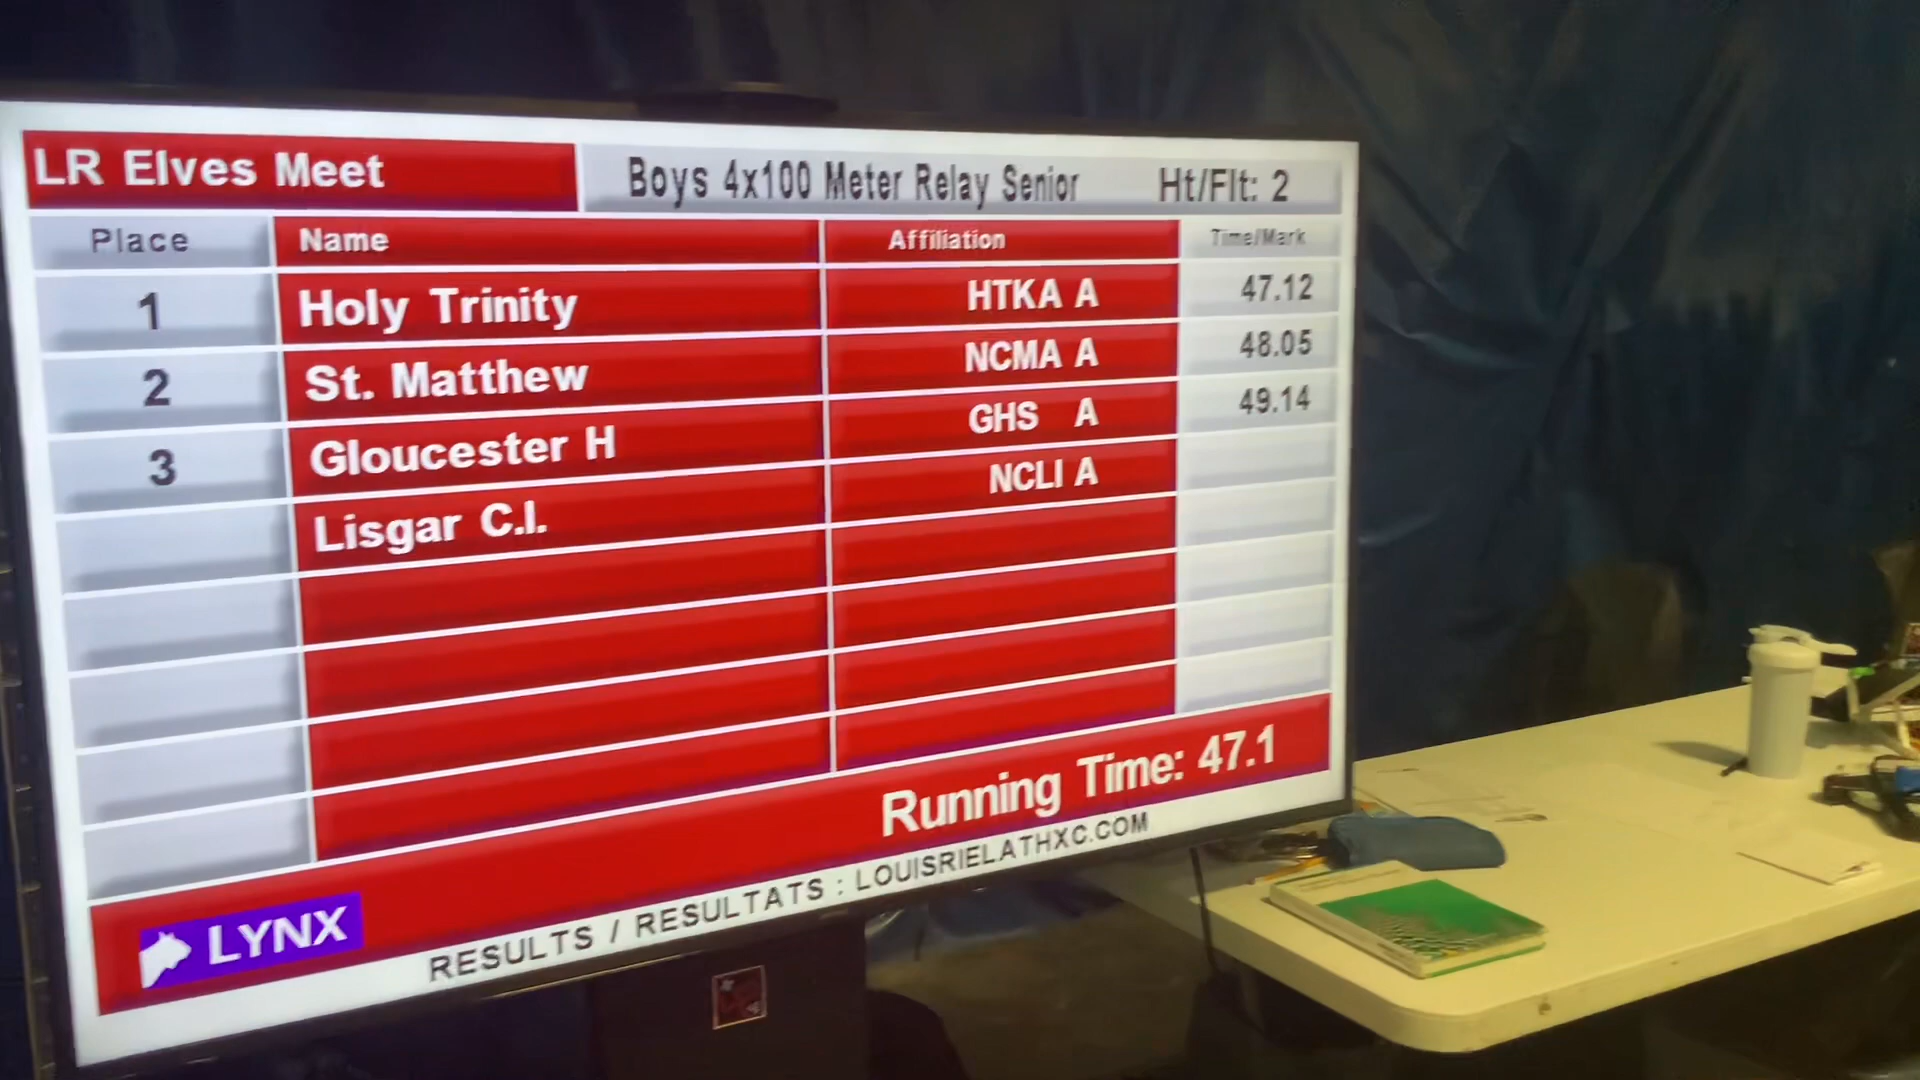 LR Elves Meet Boys 4x100 Meter Relay Senior Ht/Flt: 2
Place Name Affiliation Time/Mark
1 Holy Trinity HTKA A 47.12
2 St. Matthew NCMA A 48.05
3 Gloucester H GHS A 49.14
Lisgar C.I. NCLI A
Running Time: 47.1
LYNX
RESULTS / RESULTATS : LOUISRIELATHXC.COM